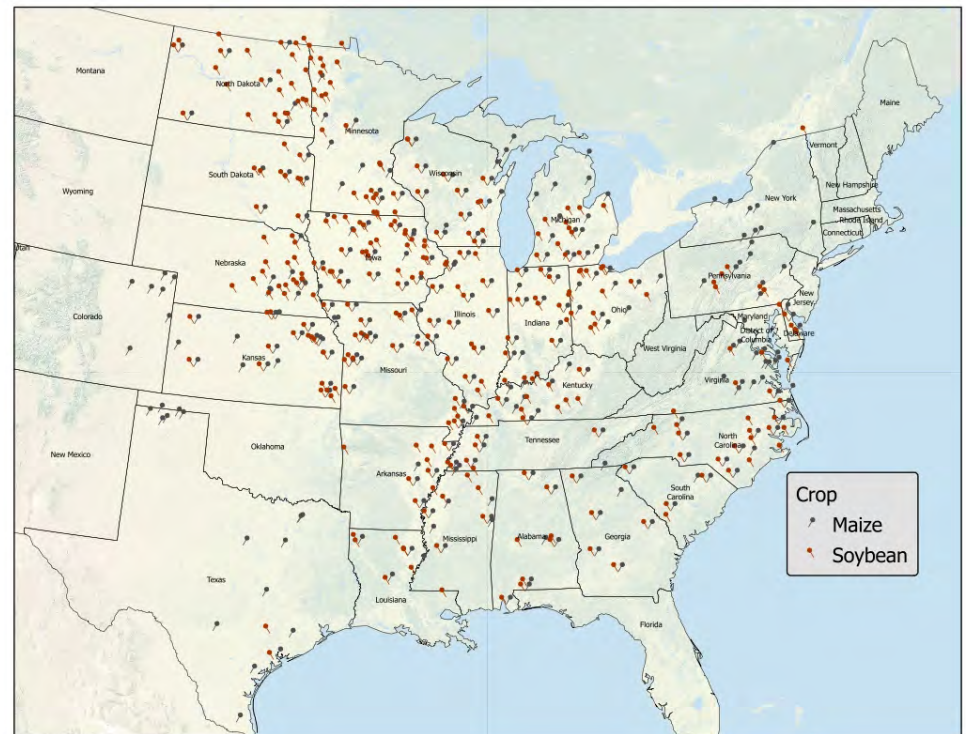 Maine
Montana
North Dakota
Minnesota
Vermont
Wisconsin
South Dakota
New Hampshire
Wyoming
New York
Massachusetts
Michigan
Rhode Island
Connecticut
Iowa
Nebraska
Pennsylvania
New
Jersey
Colorado
Illinois
Indiana
Ohio
Maryland
District of
Columbia
Delaware
West Virginia
Kansas
Missouri
Kentucky
Virginia
Tennessee
North
Carolina
Oklahoma
New Mexico
Arkansas
South
Carolina
Crop
Maize
Soybean
Mississippi
Alabama
Georgia
Texas
Louisiana
Florida